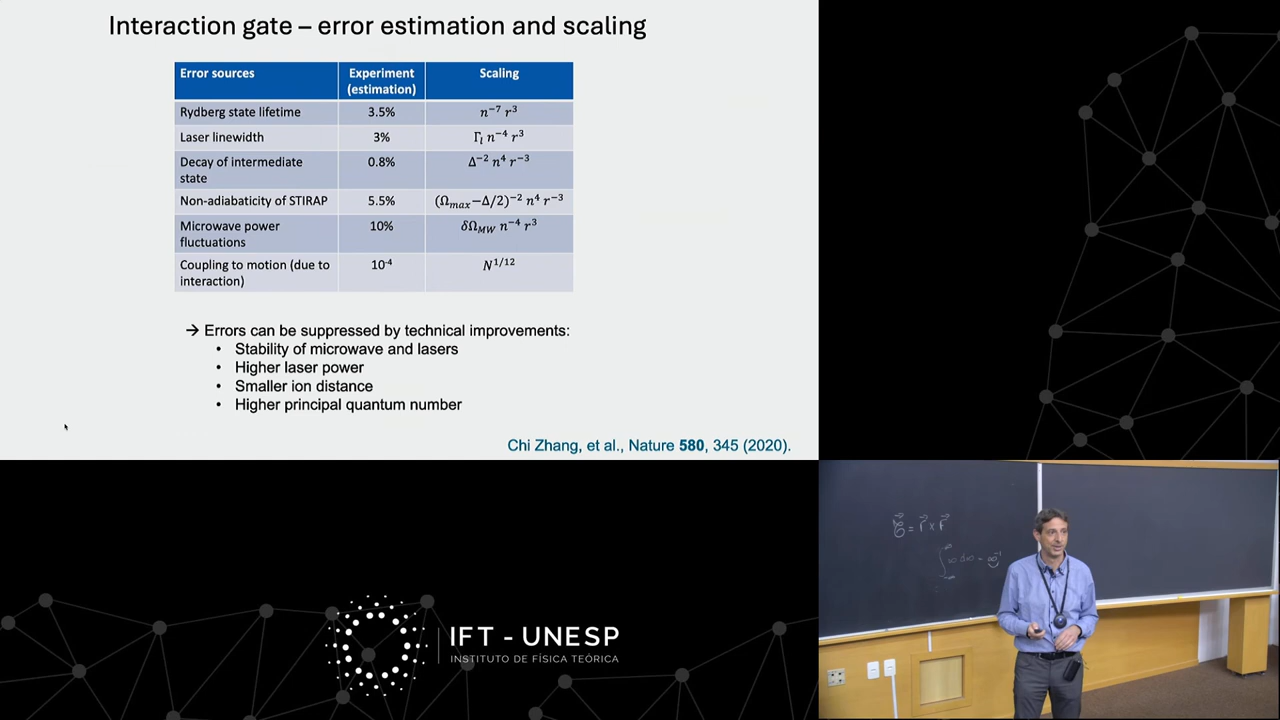 Interaction gate – error estimation and scaling
Error sources
Experiment
(estimation)
Scaling
Rydberg state lifetime
3.5%
n⁻⁷ r³
Laser linewidth
3%
Γₗ n⁻⁴ r³
Decay of intermediate
state
0.8%
Δ⁻² n⁴ r⁻³
Non-adiabaticity of STIRAP
5.5%
(Ωₘₐₓ−Δ/2)⁻² n⁴ r⁻³
Microwave power
fluctuations
10%
δΩ_MW n⁻⁴ r³
Coupling to motion (due to
interaction)
10⁻⁴
N^1/12
→ Errors can be suppressed by technical improvements:
• Stability of microwave and lasers
• Higher laser power
• Smaller ion distance
• Higher principal quantum number
Chi Zhang, et al., Nature 580, 345 (2020).
IFT - UNESP
INSTITUTO DE FÍSICA TEÓRICA